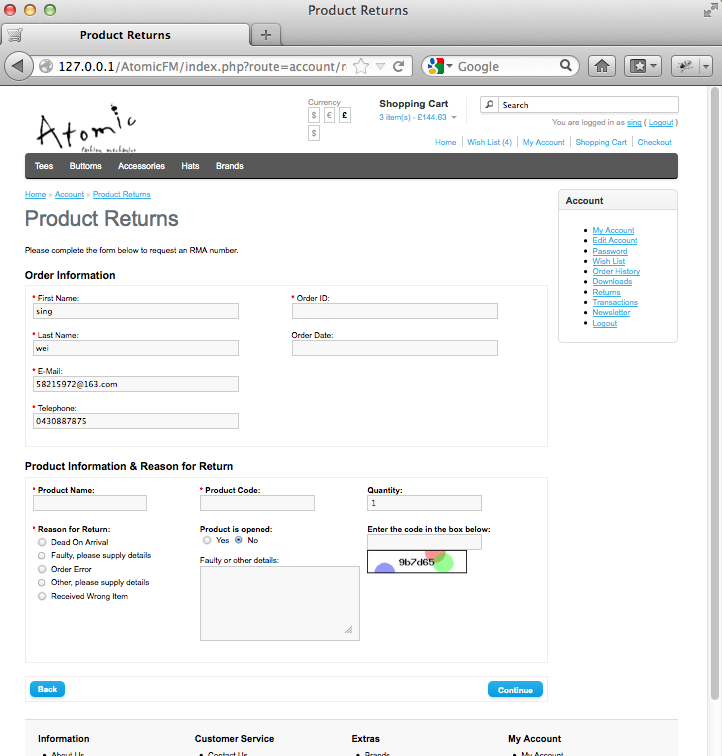 Product Returns
Product Returns
127.0.0.1/AtomicFM/index.php?route=account/r
Google
Atomic
Currency
$ € £
$
Shopping Cart
3 item(s) - £144.63
Search
You are logged in as sing ( Logout )
Home Wish List (4) My Account Shopping Cart Checkout
Tees Buttoms Accessories Hats Brands
Home » Account » Product Returns
Product Returns
Please complete the form below to request an RMA number.
Order Information
* First Name:
sing
* Order ID:
* Last Name:
wei
Order Date:
* E-Mail:
58215972@163.com
* Telephone:
0430887875
Product Information & Reason for Return
* Product Name:
* Product Code:
Quantity:
1
* Reason for Return:
Dead On Arrival
Faulty, please supply details
Order Error
Other, please supply details
Received Wrong Item
Product is opened:
Yes No
Faulty or other details:
Enter the code in the box below:
9b7d65
Back
Continue
Account
My Account
Edit Account
Password
Wish List
Order History
Downloads
Returns
Transactions
Newsletter
Logout
Information
About Us
Customer Service
Contact Us
Extras
Brands
My Account
My Account